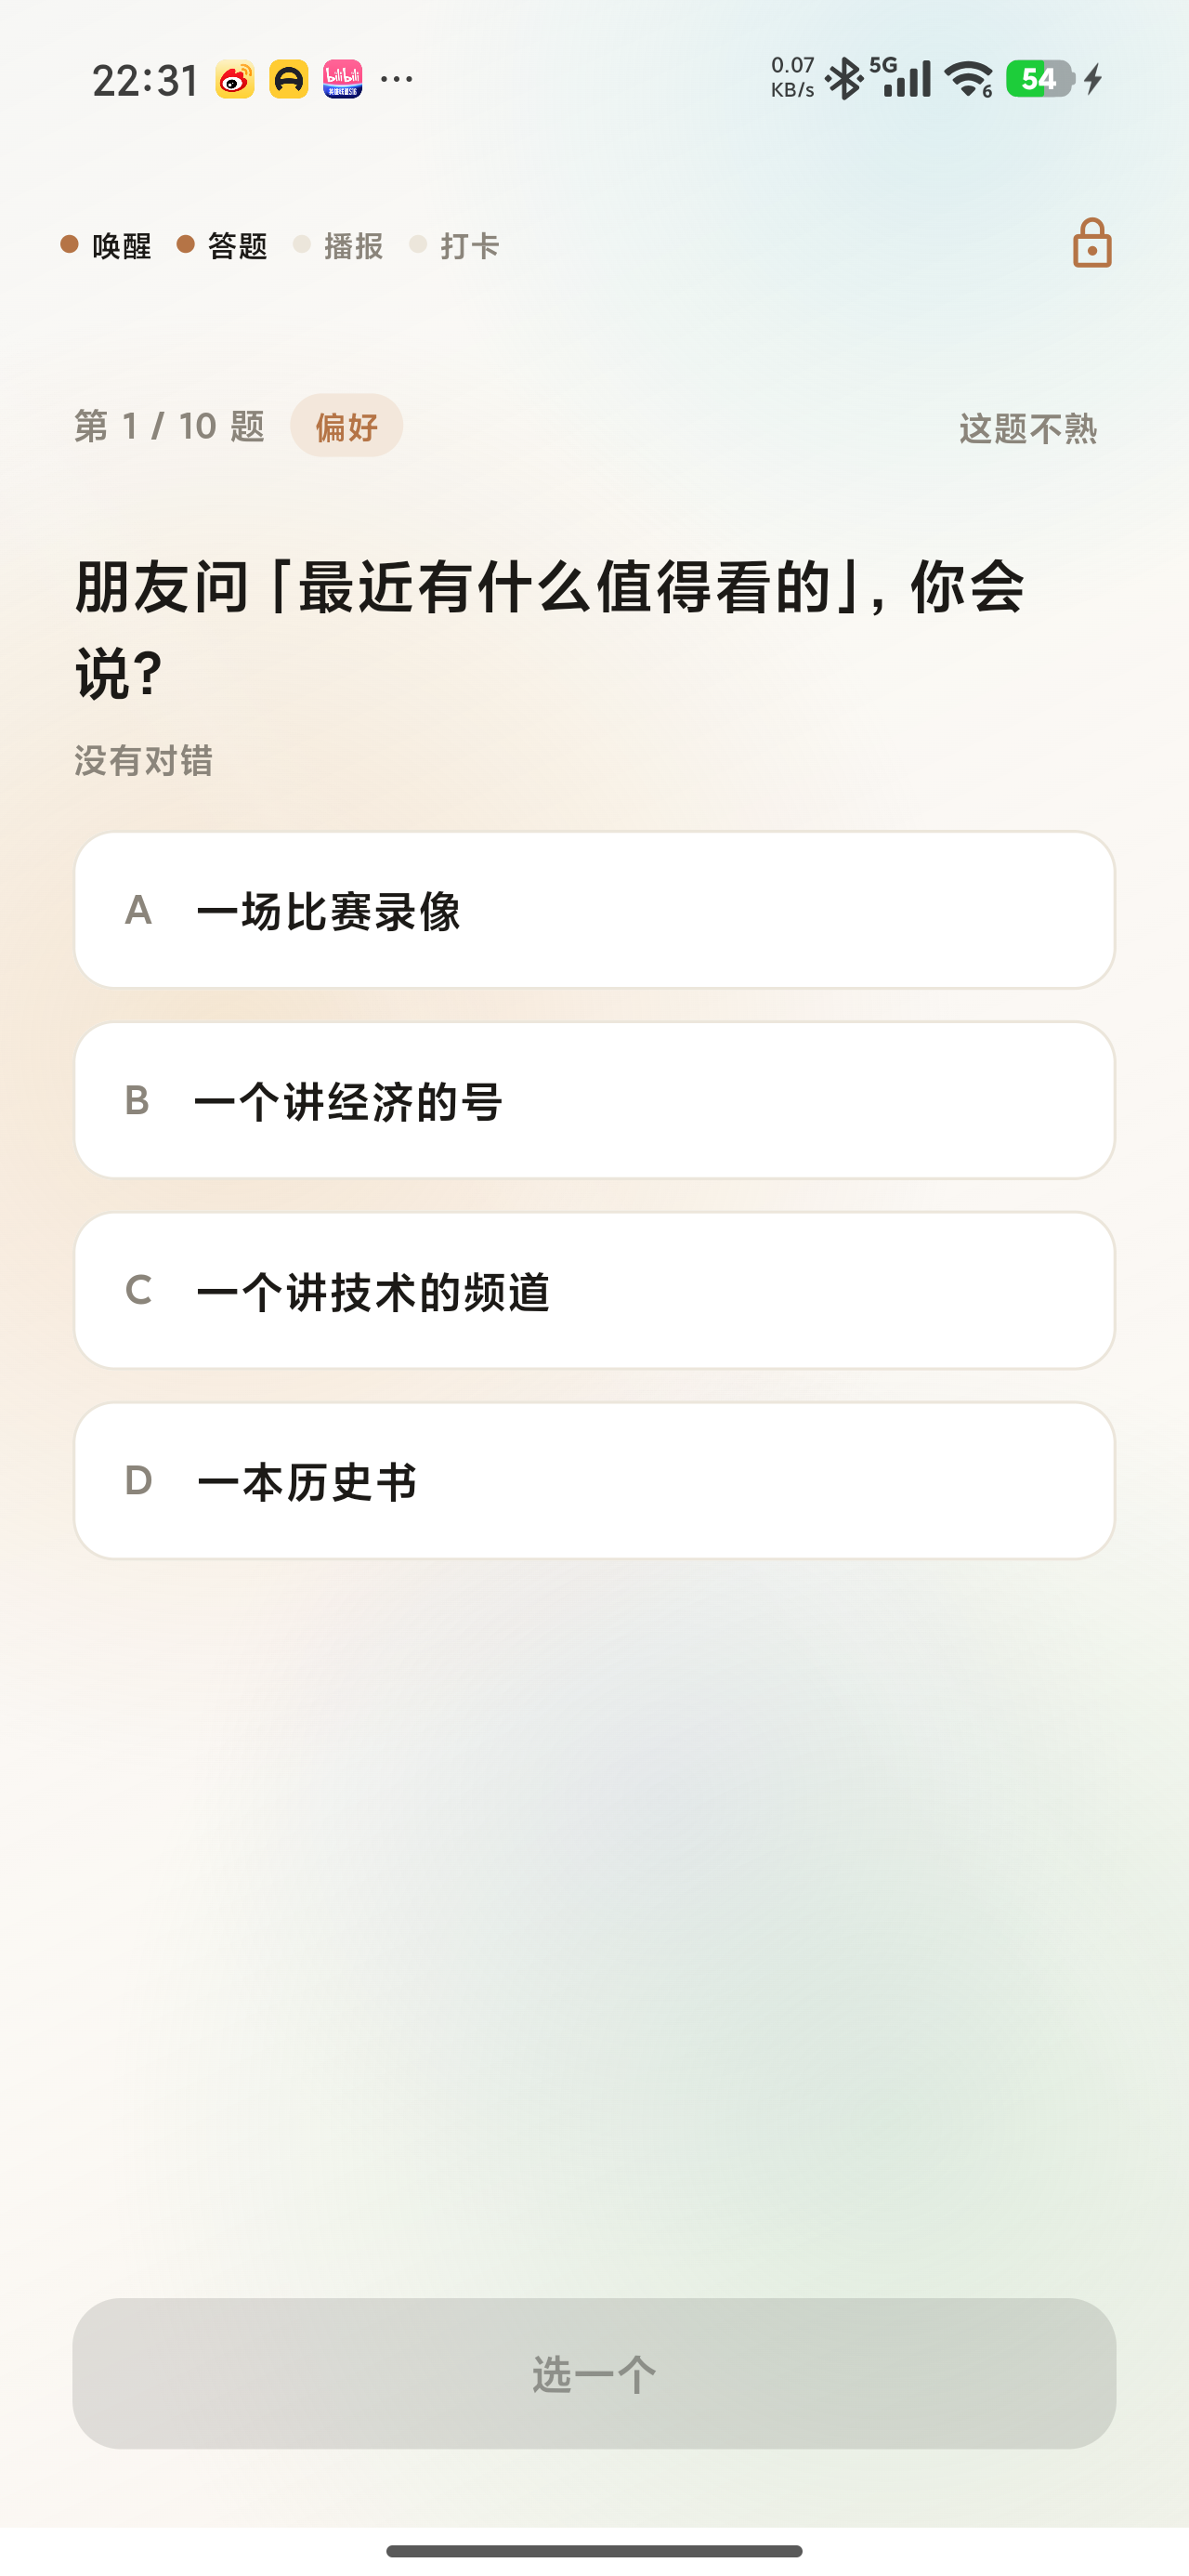 22:31
0.07
KB/s
5G
6
54
bilibili
唤醒 答题 播报 打卡
第 1 / 10 题 偏好 这题不熟
朋友问「最近有什么值得看的」, 你会
说?
没有对错
A 一场比赛录像
B 一个讲经济的号
C 一个讲技术的频道
D 一本历史书
选一个